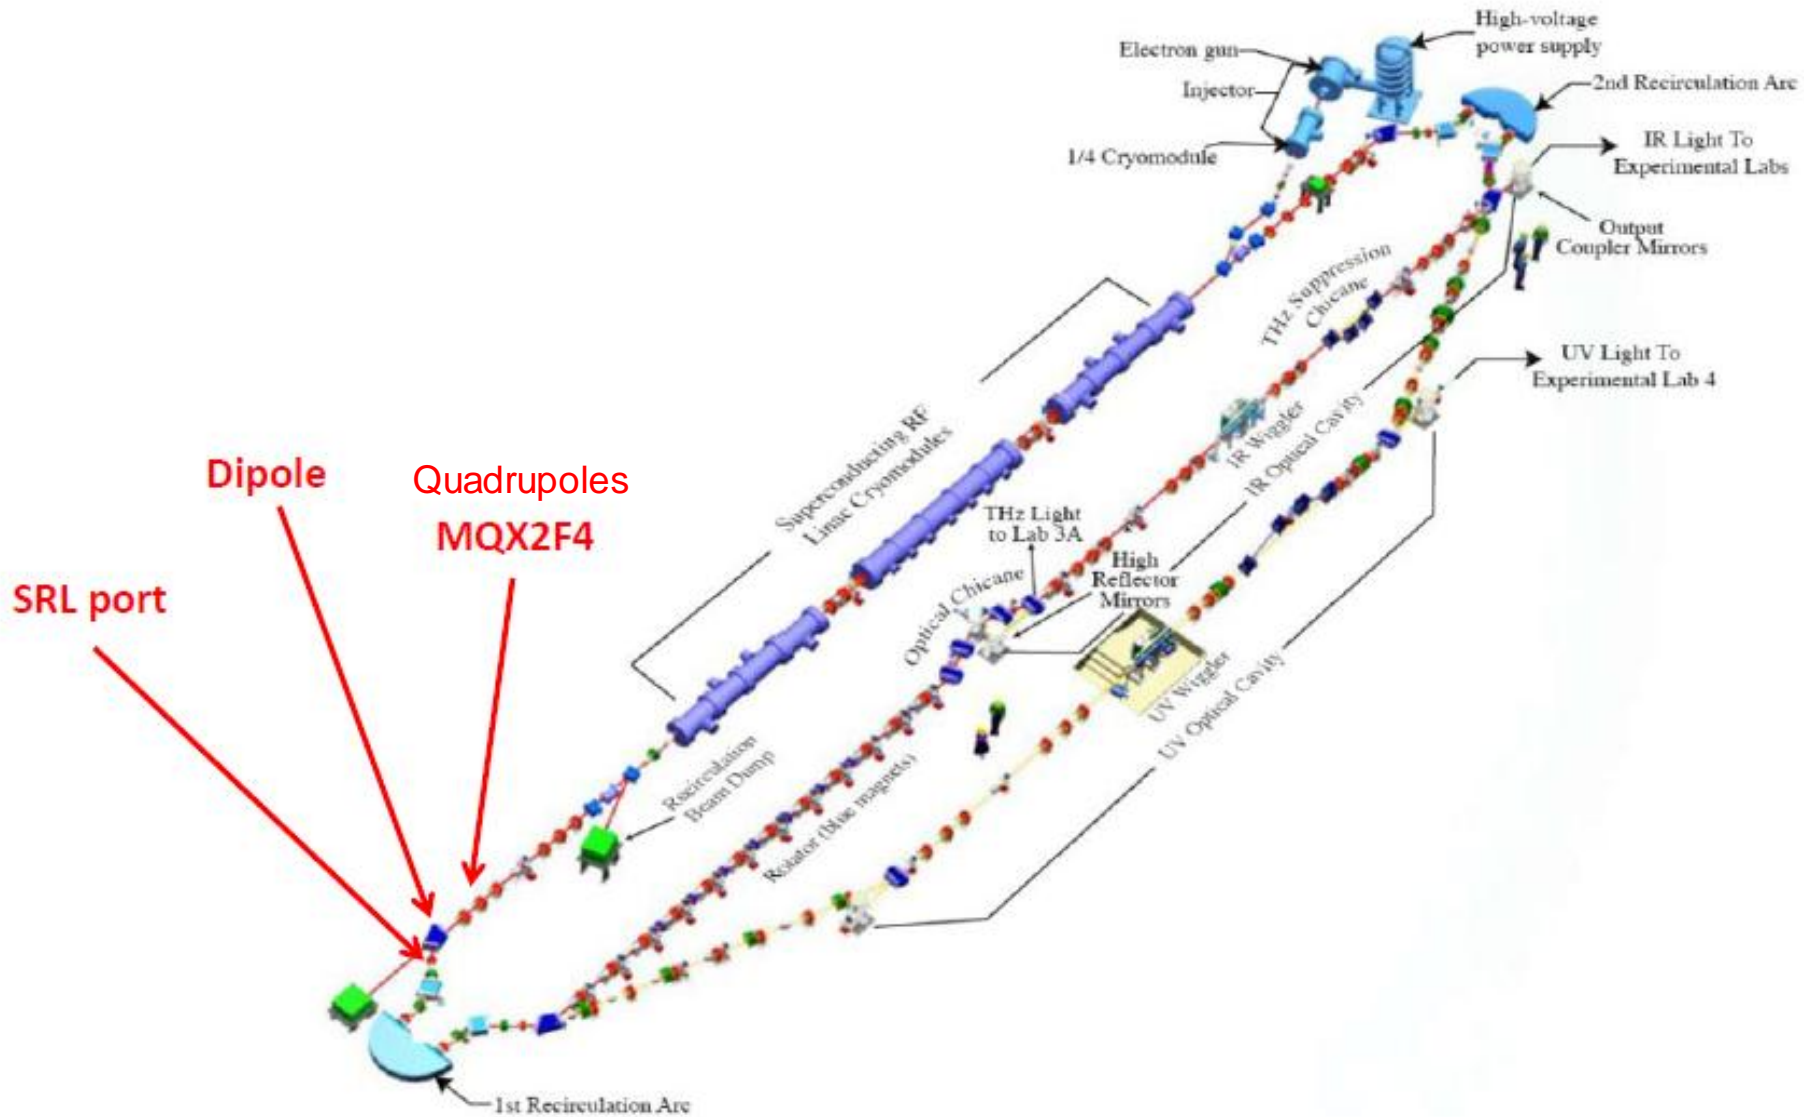 High-voltage
power supply
Electron gun
Injector
1/4 Cryomodule
2nd Recirculation Arc
IR Light To
Experimental Labs
Output
Coupler Mirrors
THz Suppression
Chicane
UV Light To
Experimental Lab 4
Superconducting RF
Linac Cryomodules
IR Wiggler
IR Optical Cavity
Dipole
Quadrupoles
MQX2F4
SRL port
THz Light
to Lab 3A
High
Reflector
Mirrors
Optical Chicane
UV Wiggler
UV Optical Cavity
Recirculation
Beam Dump
Rotator (blue magnets)
1st Recirculation Arc